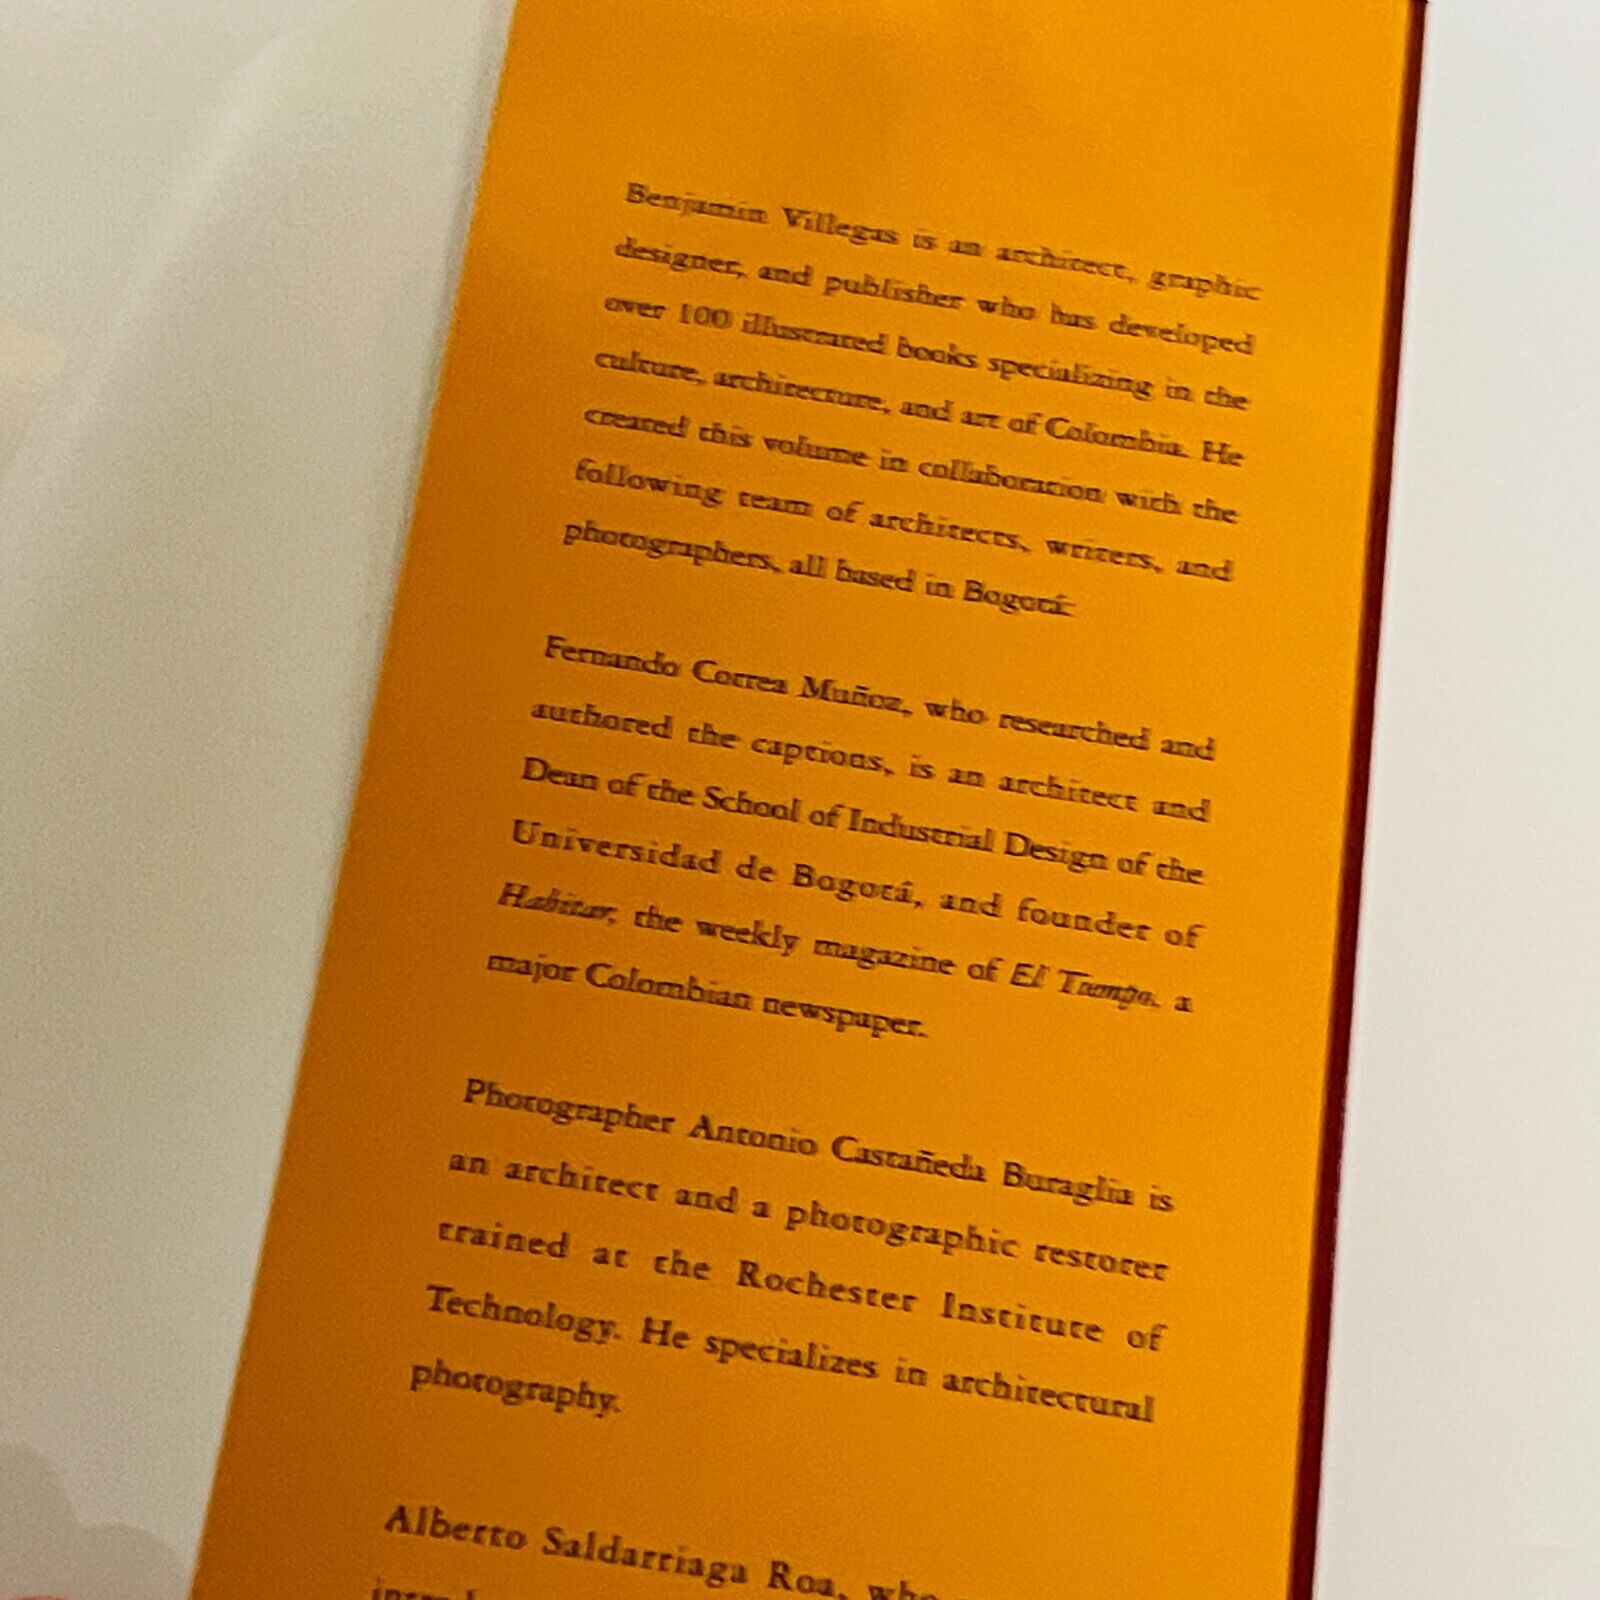 Benjamin Villegas is an architect, graphic
designer, and publisher who has developed
over 100 illustrated books specializing in the
culture, architecture, and art of Colombia. He
created this volume in collaboration with the
following team of architects, writers, and
photographers, all based in Bogotá:
Fernando Correa Muñoz, who researched and
authored the captions, is an architect and
Dean of the School of Industrial Design of the
Universidad de Bogotá, and founder of
Habitar, the weekly magazine of El Tiempo, a
major Colombian newspaper.
Photographer Antonio Castañeda Buraglia is
an architect and a photographic restorer
trained at the Rochester Institute of
Technology. He specializes in architectural
photography.
Alberto Saldarriaga Roa, who